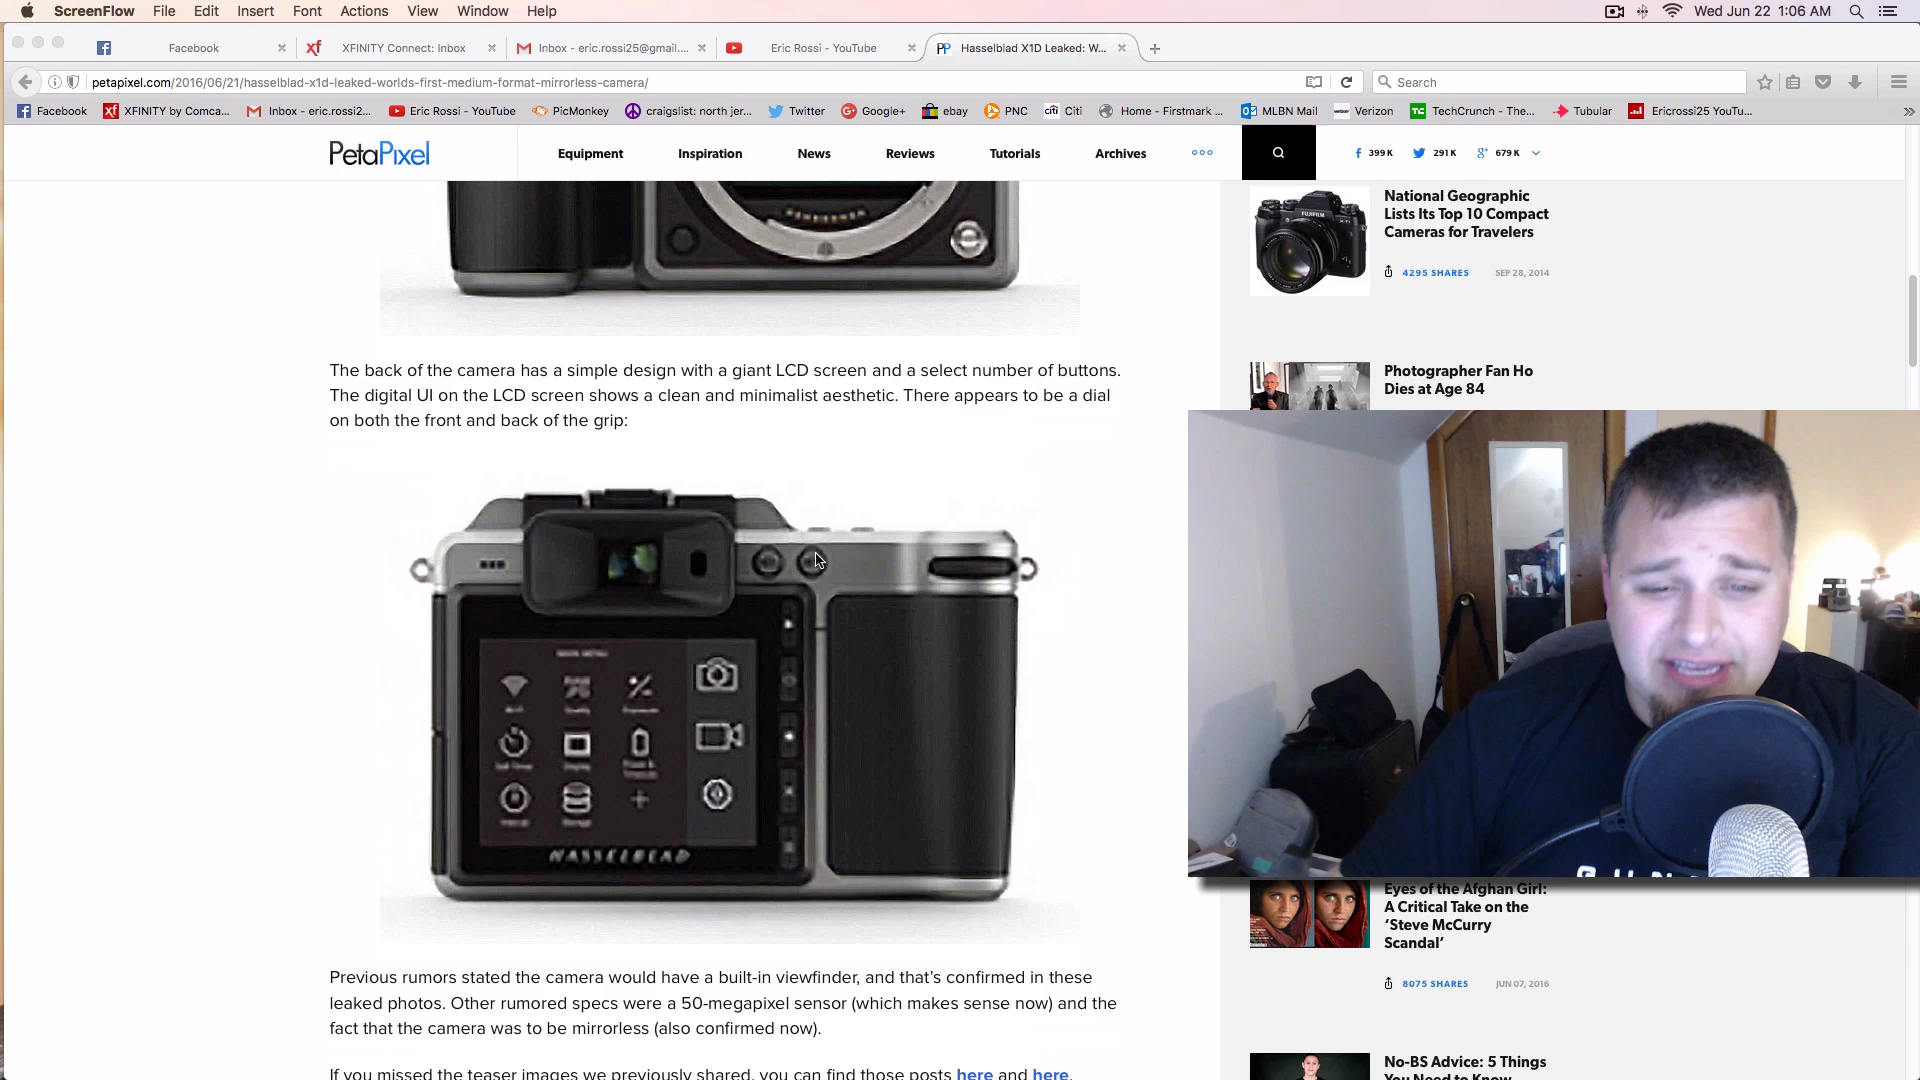 ScreenFlow File Edit Insert Font Actions View Window Help Wed Jun 22 1:06 AM
Facebook XFINITY Connect: Inbox Inbox - eric.rossi25@gmail.... Eric Rossi - YouTube Hasselblad X1D Leaked: W...
petapixel.com/2016/06/21/hasselblad-x1d-leaked-worlds-first-medium-format-mirrorless-camera/ Search
Facebook XFINITY by Comca... Inbox - eric.rossi2... Eric Rossi - YouTube PicMonkey craigslist: north jer... Twitter Google+ ebay PNC Citi Home - Firstmark ... MLBN Mail Verizon TechCrunch - The... Tubular Ericrossi25 YouTu...
PetaPixel Equipment Inspiration News Reviews Tutorials Archives 399 K 291 K 679 K
National Geographic
Lists Its Top 10 Compact
Cameras for Travelers
4295 SHARES SEP 28, 2014
The back of the camera has a simple design with a giant LCD screen and a select number of buttons.
The digital UI on the LCD screen shows a clean and minimalist aesthetic. There appears to be a dial
on both the front and back of the grip:
Photographer Fan Ho
Dies at Age 84
MAIN MENU
HASSELBLAD
Eyes of the Afghan Girl:
A Critical Take on the
‘Steve McCurry
Scandal’
8075 SHARES JUN 07, 2016
Previous rumors stated the camera would have a built-in viewfinder, and that’s confirmed in these
leaked photos. Other rumored specs were a 50-megapixel sensor (which makes sense now) and the
fact that the camera was to be mirrorless (also confirmed now).
If you missed the teaser images we previously shared, you can find those posts here and here.
No-BS Advice: 5 Things
You Need to Know